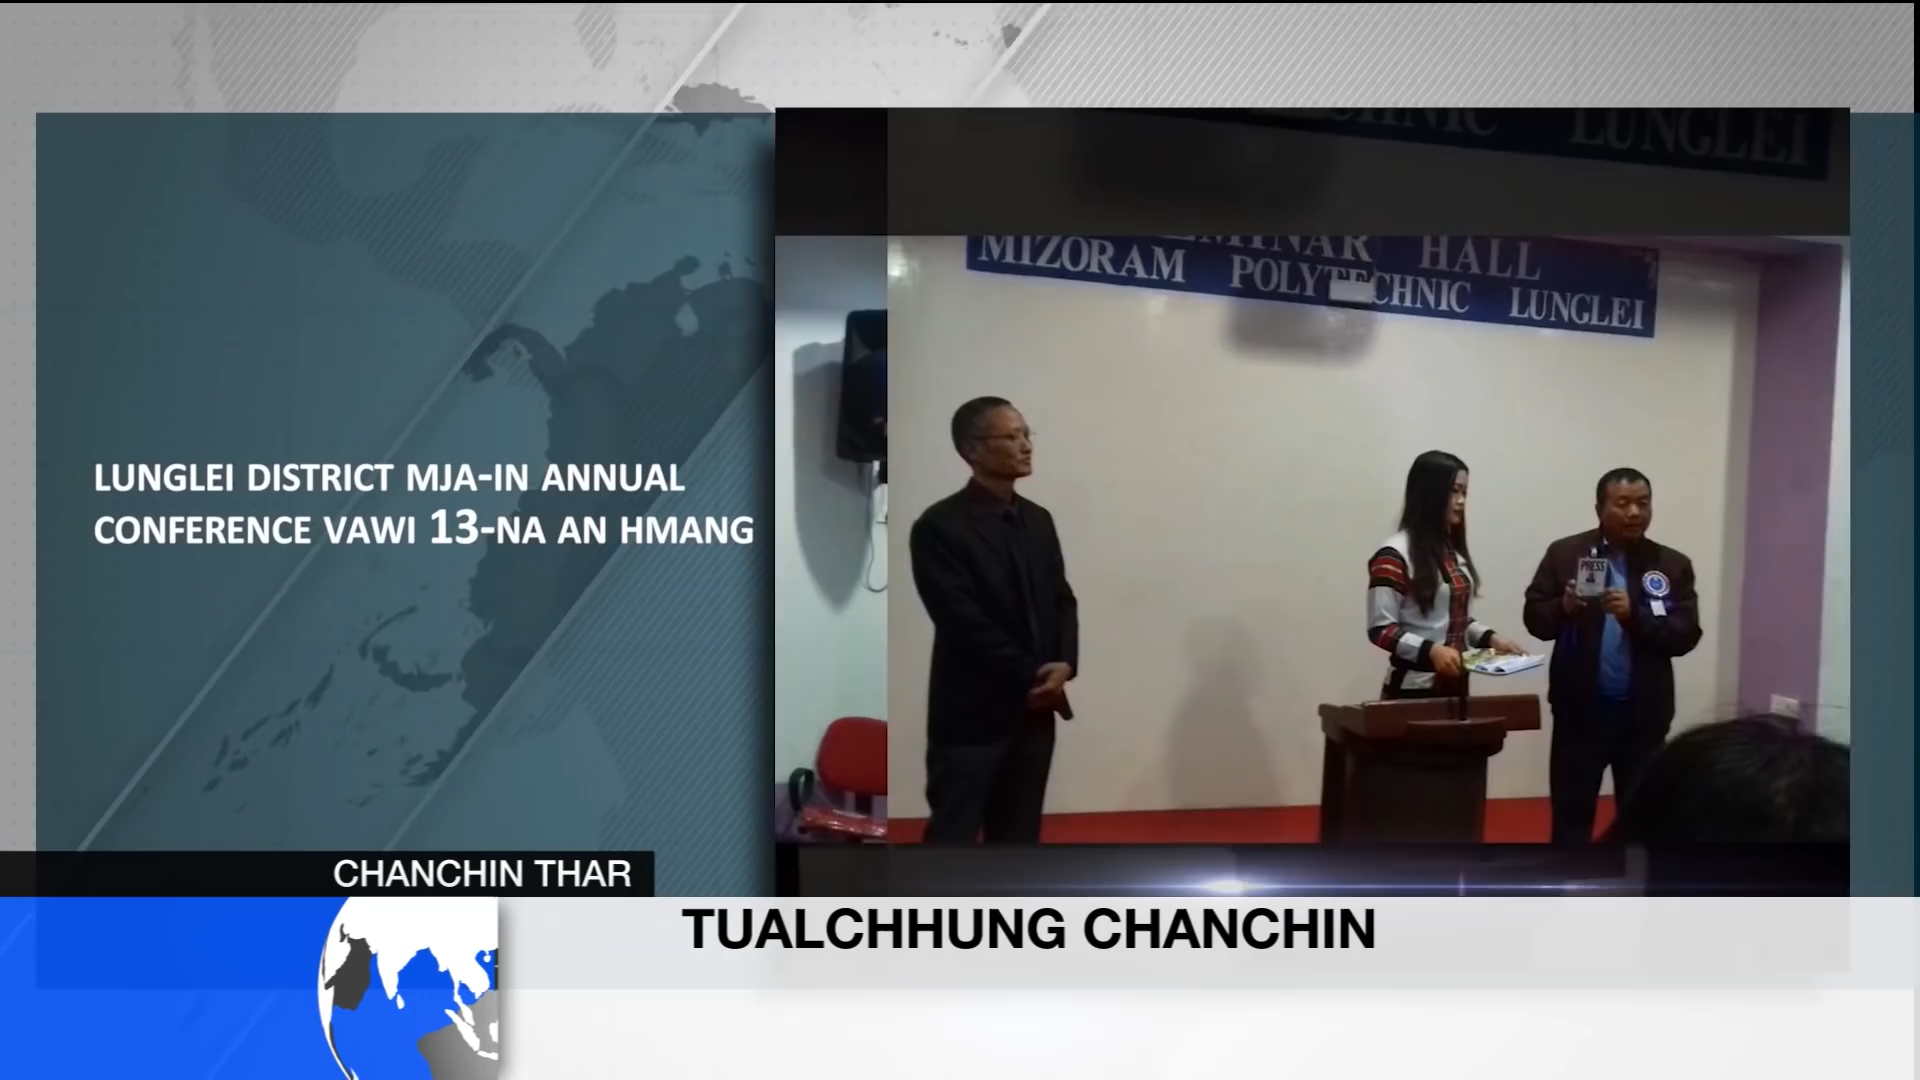 CHNIC LUNGLEI
SEMINAR HALL
MIZORAM POLYTECHNIC LUNGLEI
LUNGLEI DISTRICT MJA-IN ANNUAL
CONFERENCE VAWI 13-NA AN HMANG
PRESS
CHANCHIN THAR
TUALCHHUNG CHANCHIN